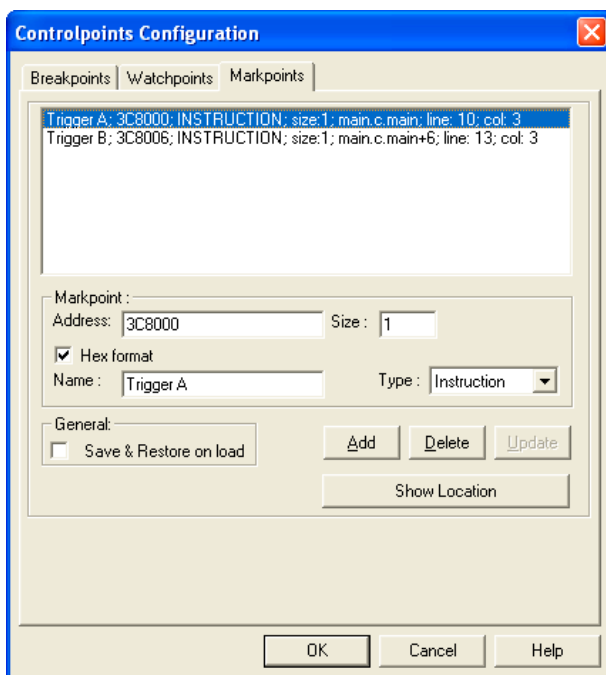 Controlpoints Configuration
Breakpoints Watchpoints Markpoints
Trigger A; 3C8000; INSTRUCTION; size:1; main.c.main; line: 10; col: 3
Trigger B; 3C8006; INSTRUCTION; size:1; main.c.main+6; line: 13; col: 3
Markpoint :
Address: 3C8000 Size : 1
Hex format
Name : Trigger A Type : Instruction
General:
Save & Restore on load
Add Delete Update
Show Location
OK Cancel Help